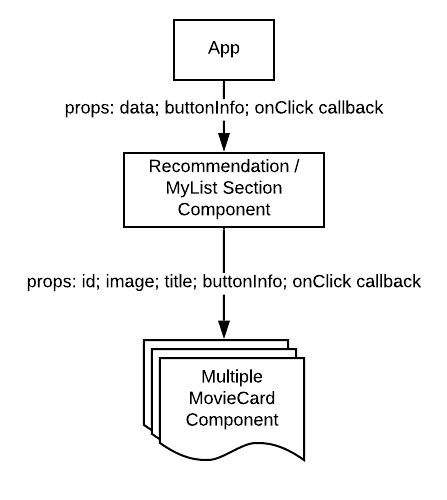 App
props: data; buttonInfo; onClick callback
Recommendation /
MyList Section
Component
props: id; image; title; buttonInfo; onClick callback
Multiple
MovieCard
Component